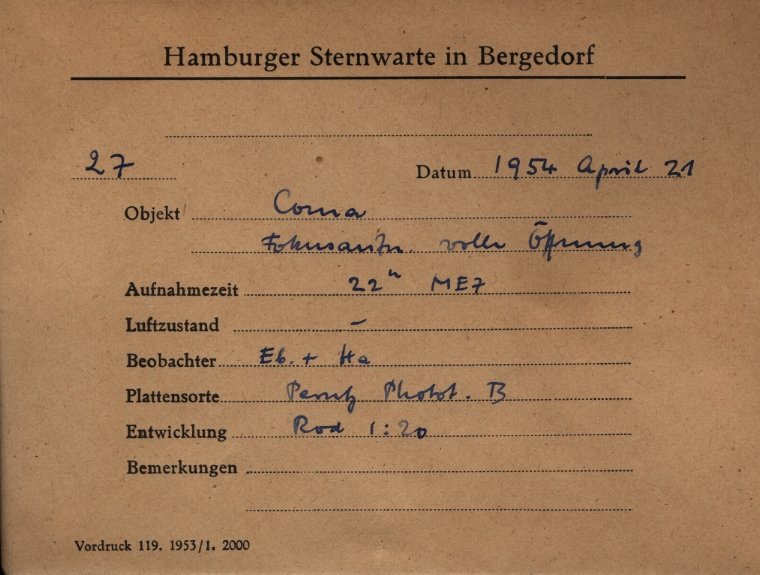 Hamburger Sternwarte in Bergedorf
27 Datum 1954 April 21
Objekt Coma
Fokusaufn. volle Öffnung
Aufnahmezeit 22h MEZ
Luftzustand –
Beobachter Eb. + Ha
Plattensorte Perutz Photot. B
Entwicklung Rod 1:20
Bemerkungen
Vordruck 119. 1953/1. 2000